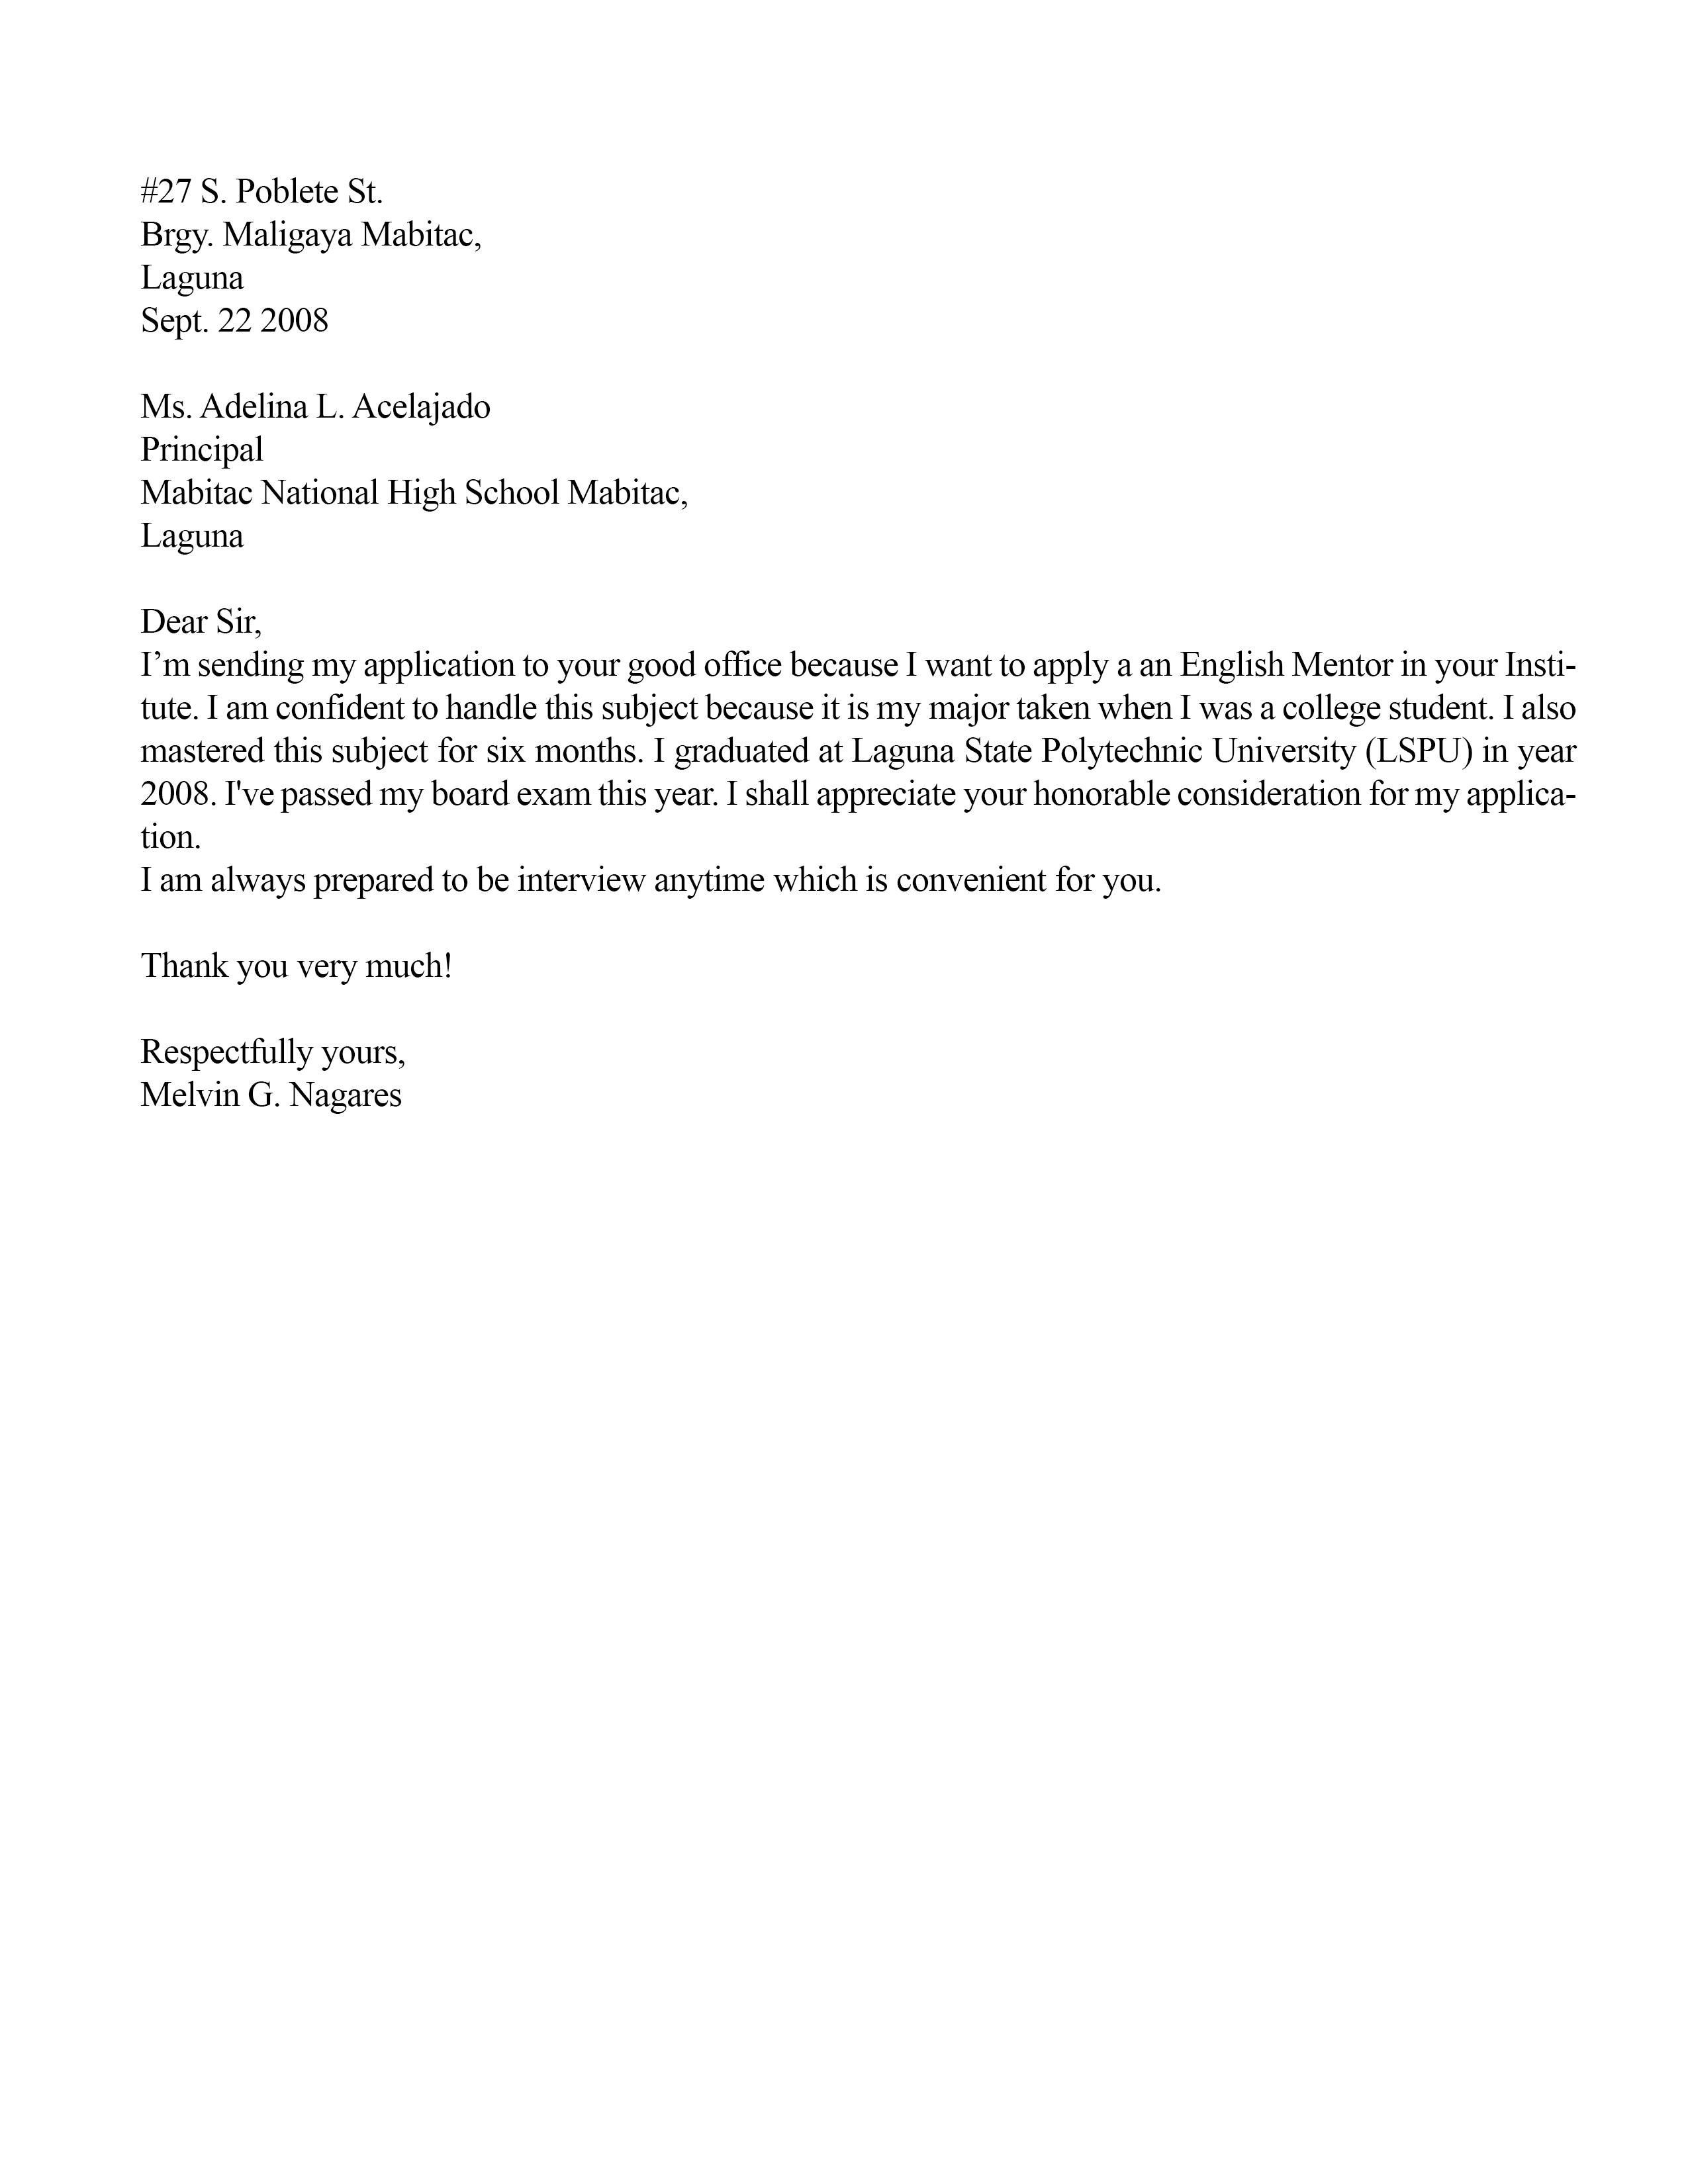 #27 S. Poblete St.
Brgy. Maligaya Mabitac,
Laguna
Sept. 22 2008
Ms. Adelina L. Acelajado
Principal
Mabitac National High School Mabitac,
Laguna
Dear Sir,
I’m sending my application to your good office because I want to apply a an English Mentor in your Insti-
tute. I am confident to handle this subject because it is my major taken when I was a college student. I also
mastered this subject for six months. I graduated at Laguna State Polytechnic University (LSPU) in year
2008. I've passed my board exam this year. I shall appreciate your honorable consideration for my applica-
tion.
I am always prepared to be interview anytime which is convenient for you.
Thank you very much!
Respectfully yours,
Melvin G. Nagares